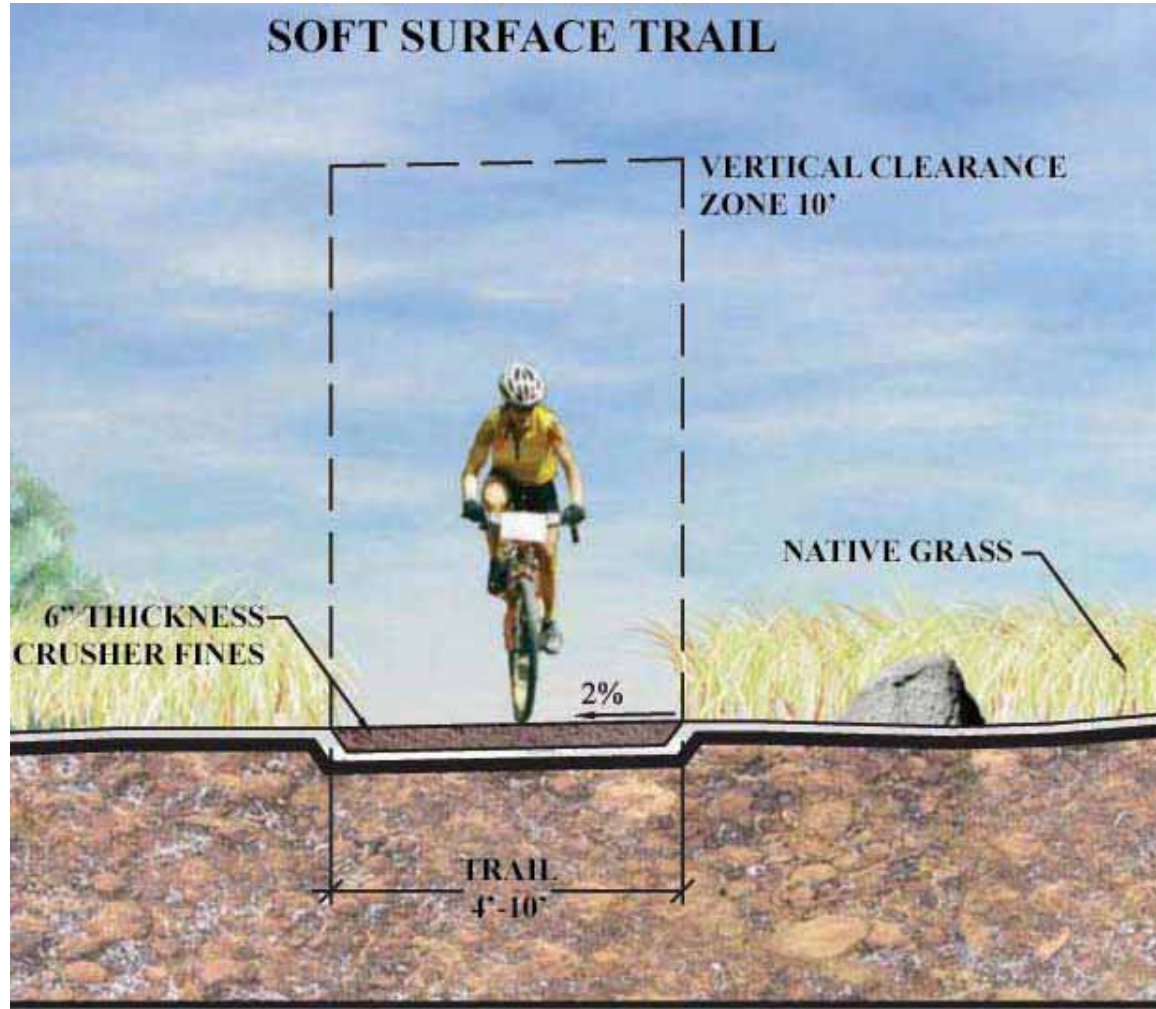 SOFT SURFACE TRAIL
VERTICAL CLEARANCE
ZONE 10’
NATIVE GRASS
6” THICKNESS
CRUSHER FINES
2%
TRAIL
4’-10’